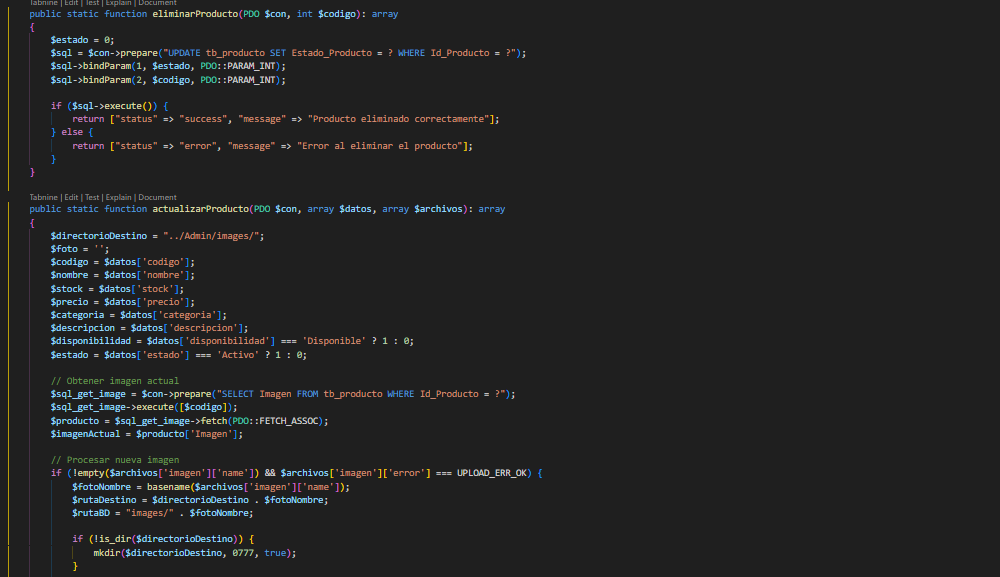 Tabnine | Edit | Test | Explain | Document
public static function eliminarProducto(PDO $con, int $codigo): array
{
    $estado = 0;
    $sql = $con->prepare("UPDATE tb_producto SET Estado_Producto = ? WHERE Id_Producto = ?");
    $sql->bindParam(1, $estado, PDO::PARAM_INT);
    $sql->bindParam(2, $codigo, PDO::PARAM_INT);

    if ($sql->execute()) {
        return ["status" => "success", "message" => "Producto eliminado correctamente"];
    } else {
        return ["status" => "error", "message" => "Error al eliminar el producto"];
    }
}

Tabnine | Edit | Test | Explain | Document
public static function actualizarProducto(PDO $con, array $datos, array $archivos): array
{
    $directorioDestino = "../Admin/images/";
    $foto = '';
    $codigo = $datos['codigo'];
    $nombre = $datos['nombre'];
    $stock = $datos['stock'];
    $precio = $datos['precio'];
    $categoria = $datos['categoria'];
    $descripcion = $datos['descripcion'];
    $disponibilidad = $datos['disponibilidad'] === 'Disponible' ? 1 : 0;
    $estado = $datos['estado'] === 'Activo' ? 1 : 0;

    // Obtener imagen actual
    $sql_get_image = $con->prepare("SELECT Imagen FROM tb_producto WHERE Id_Producto = ?");
    $sql_get_image->execute([$codigo]);
    $producto = $sql_get_image->fetch(PDO::FETCH_ASSOC);
    $imagenActual = $producto['Imagen'];

    // Procesar nueva imagen
    if (!empty($archivos['imagen']['name']) && $archivos['imagen']['error'] === UPLOAD_ERR_OK) {
        $fotoNombre = basename($archivos['imagen']['name']);
        $rutaDestino = $directorioDestino . $fotoNombre;
        $rutaBD = "images/" . $fotoNombre;

        if (!is_dir($directorioDestino)) {
            mkdir($directorioDestino, 0777, true);
        }